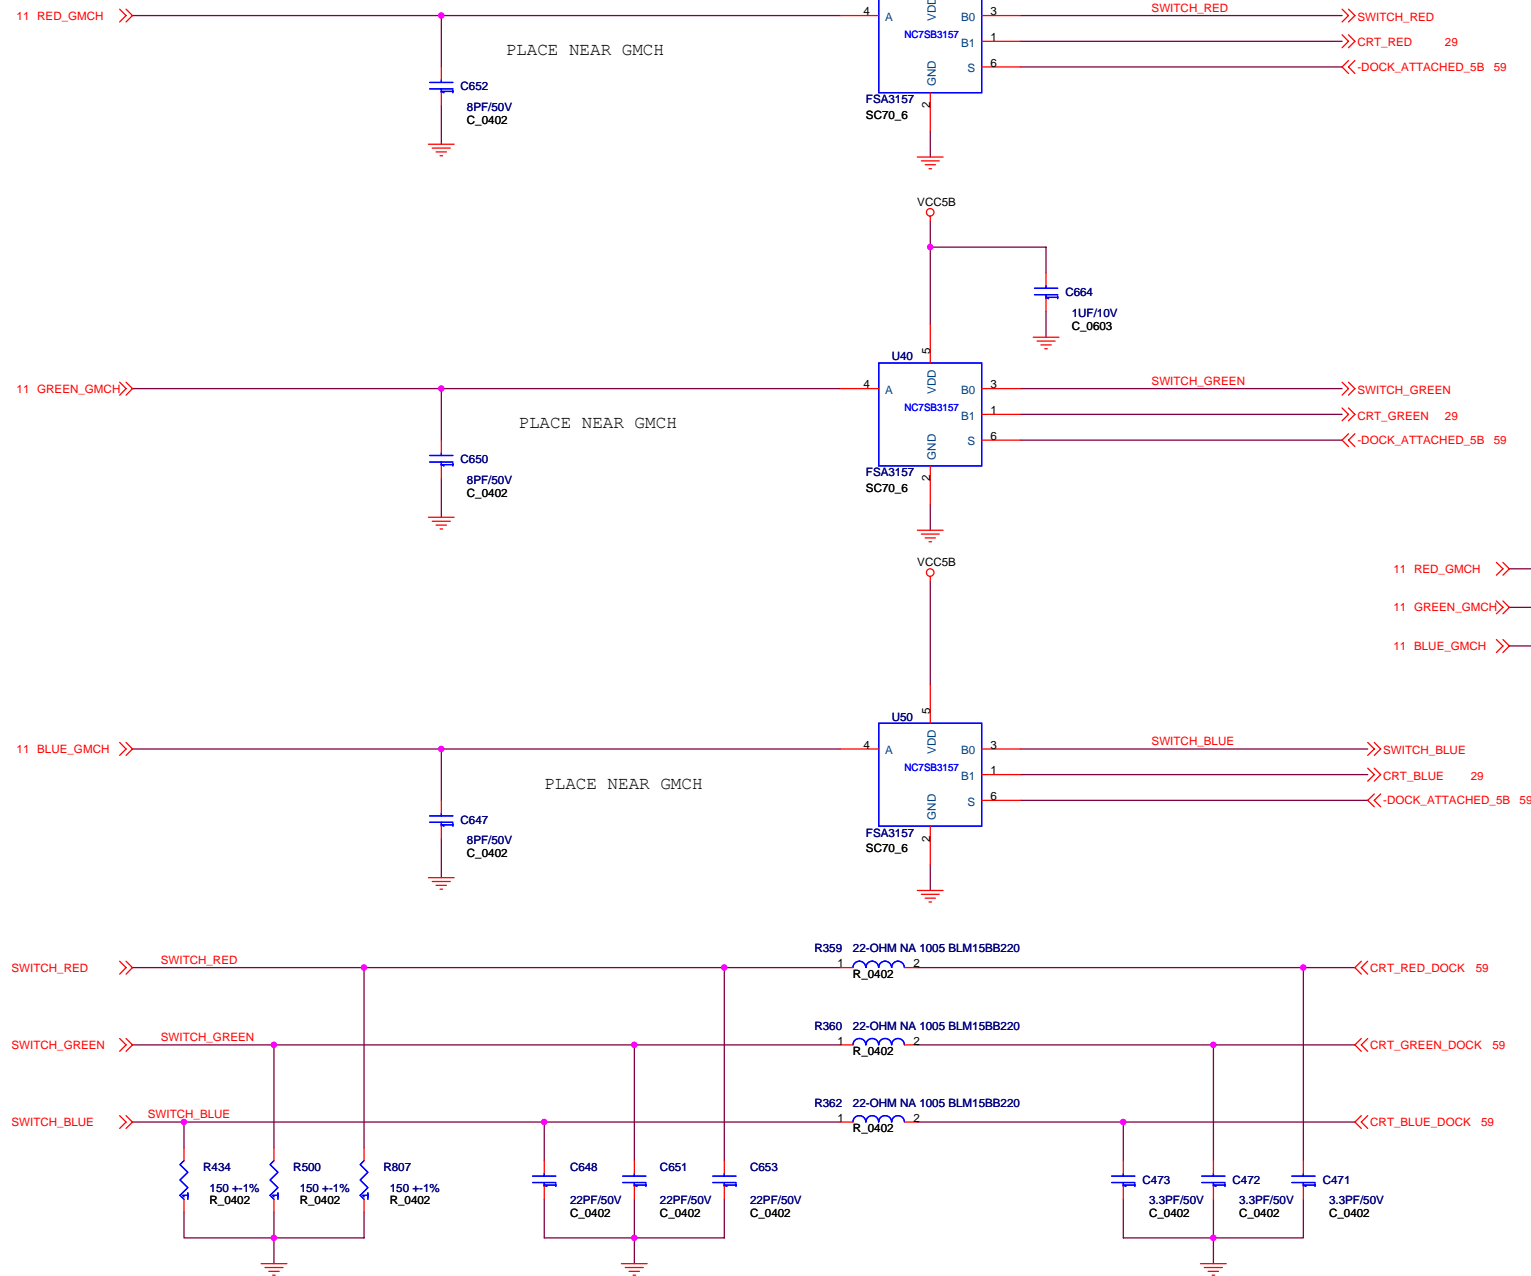 11 RED_GMCH
4 A VDD B0 3 SWITCH_RED SWITCH_RED
PLACE NEAR GMCH
NC7SB3157 B1 1 CRT_RED 29
GND S 6 -DOCK_ATTACHED_5B 59
C652
8PF/50V
C_0402
FSA3157 2
SC70_6
VCC5B
C664
1UF/10V
C_0603
U40 5
11 GREEN_GMCH
4 A VDD B0 3 SWITCH_GREEN SWITCH_GREEN
PLACE NEAR GMCH
NC7SB3157 B1 1 CRT_GREEN 29
GND S 6 -DOCK_ATTACHED_5B 59
C650
8PF/50V
C_0402
FSA3157 2
SC70_6
VCC5B
11 RED_GMCH
11 GREEN_GMCH
11 BLUE_GMCH
U50 5
11 BLUE_GMCH
4 A VDD B0 3 SWITCH_BLUE SWITCH_BLUE
PLACE NEAR GMCH
NC7SB3157 B1 1 CRT_BLUE 29
GND S 6 -DOCK_ATTACHED_5B 59
C647
8PF/50V
C_0402
FSA3157 2
SC70_6
R359 22-OHM NA 1005 BLM15BB220
SWITCH_RED SWITCH_RED 1 2 CRT_RED_DOCK 59
R_0402
R360 22-OHM NA 1005 BLM15BB220
SWITCH_GREEN SWITCH_GREEN 1 2 CRT_GREEN_DOCK 59
R_0402
R362 22-OHM NA 1005 BLM15BB220
SWITCH_BLUE SWITCH_BLUE 1 2 CRT_BLUE_DOCK 59
R_0402
R434 R500 R807 C648 C651 C653 C473 C472 C471
150 +-1% 150 +-1% 150 +-1% 22PF/50V 22PF/50V 22PF/50V 3.3PF/50V 3.3PF/50V 3.3PF/50V
R_0402 R_0402 R_0402 C_0402 C_0402 C_0402 C_0402 C_0402 C_0402